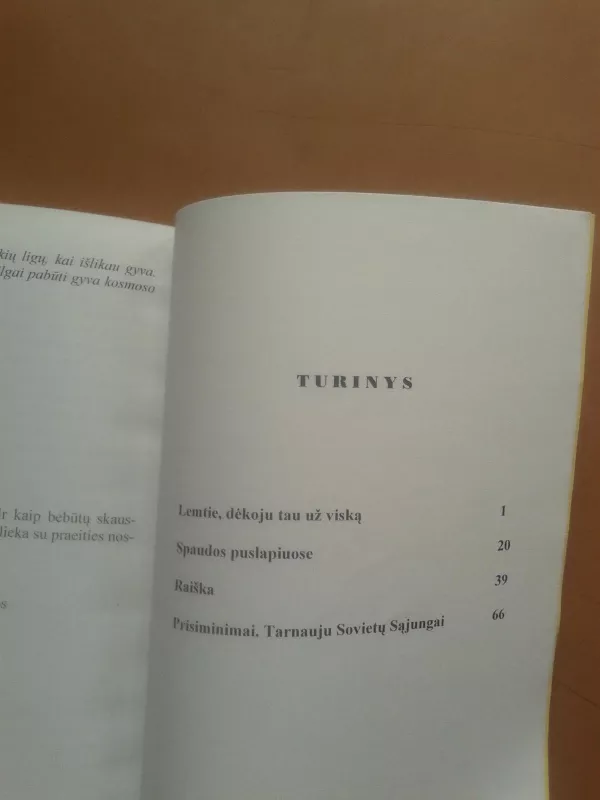 kių ligų, kai išlikau gyva.
lgai pabūti gyva kosmoso
r kaip bebūtų skaus-
lieka su praeities nos-
os
TURINYS
Lemtie, dėkoju tau už viską 1
Spaudos puslapiuose 20
Raiška 39
Prisiminimai. Tarnauju Sovietų Sąjungai 66